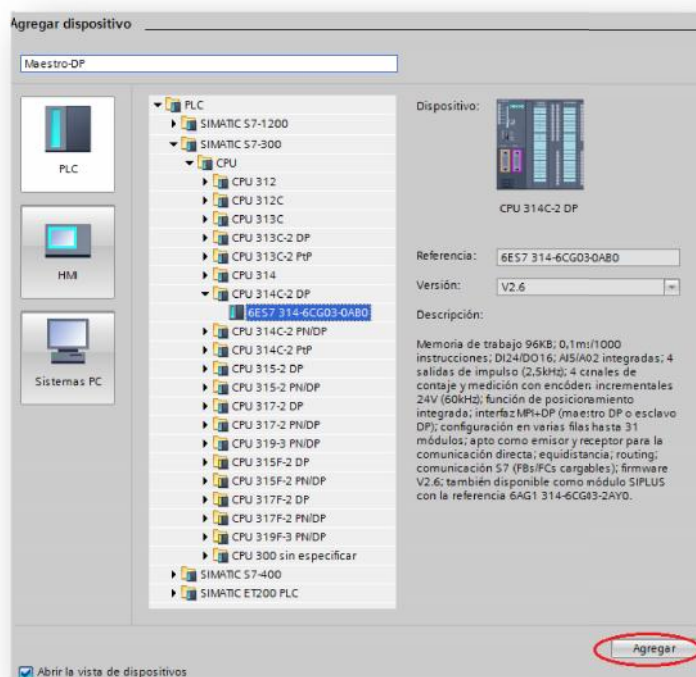 Agregar dispositivo
Maestro-DP
PLC
HMI
Sistemas PC
PLC
SIMATIC S7-1200
SIMATIC S7-300
CPU
CPU 312
CPU 312C
CPU 313C
CPU 313C-2 DP
CPU 313C-2 PtP
CPU 314
CPU 314C-2 DP
6ES7 314-6CG03-0AB0
CPU 314C-2 PN/DP
CPU 314C-2 PtP
CPU 315-2 DP
CPU 315-2 PN/DP
CPU 317-2 DP
CPU 317-2 PN/DP
CPU 319-3 PN/DP
CPU 315F-2 DP
CPU 315F-2 PN/DP
CPU 317F-2 DP
CPU 317F-2 PN/DP
CPU 319F-3 PN/DP
CPU 300 sin especificar
SIMATIC S7-400
SIMATIC ET200 PLC
Dispositivo:
CPU 314C-2 DP
Referencia:
6ES7 314-6CG03-0AB0
Versión:
V2.6
Descripción:
Memoria de trabajo 96KB; 0,1ms/1000
instrucciones; DI24/DO16; AI5/AO2 integradas; 4
salidas de impulso (2,5kHz); 4 canales de
contaje y medición con encóders incrementales
24V (60kHz); función de posicionamiento
integrada; interfaz MPI+DP (maestro DP o esclavo
DP); configuración en varias filas hasta 31
módulos; apto como emisor y receptor para la
comunicación directa; equidistancia; routing;
comunicación S7 (FBs/FCs cargables); firmware
V2.6; también disponible como módulo SIPLUS
con la referencia 6AG1 314-6CG03-2AY0.
Agregar
Abrir la vista de dispositivos